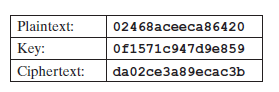 Plaintext: 02468aceeca86420
Key: 0f1571c947d9e859
Ciphertext: da02ce3a89ecac3b